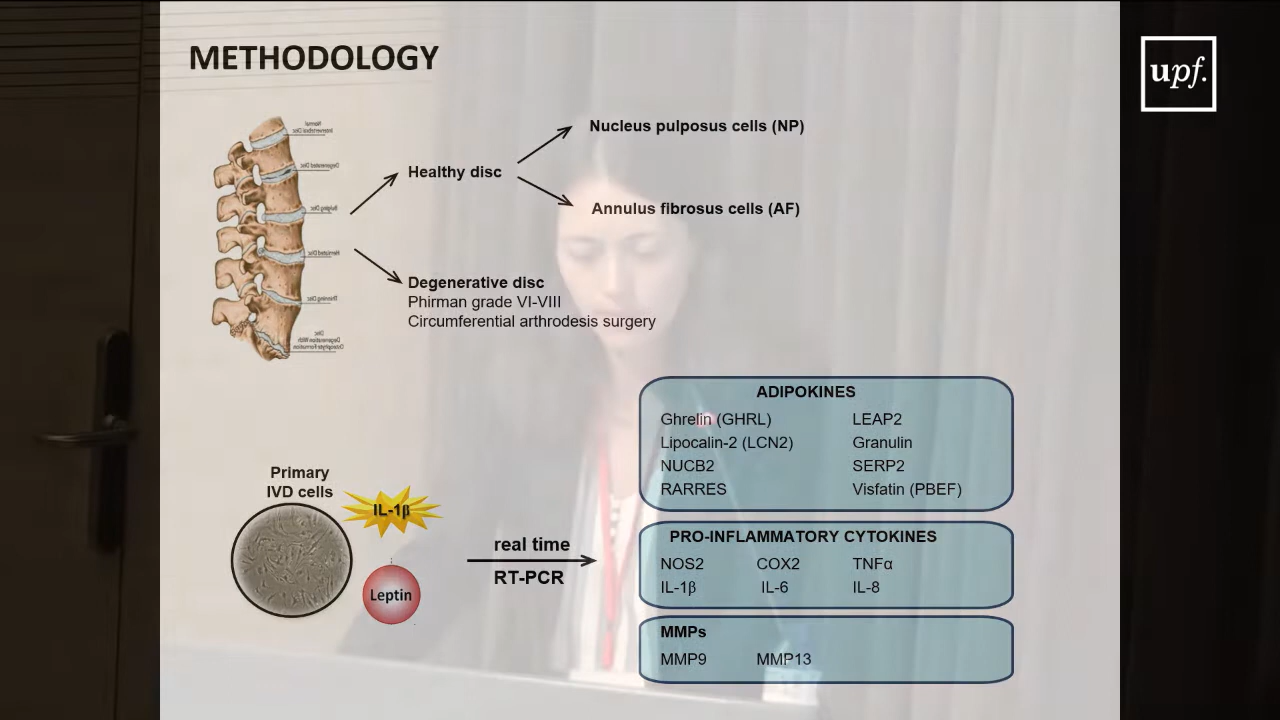 METHODOLOGY
upf.
Healthy disc
Nucleus pulposus cells (NP)
Annulus fibrosus cells (AF)
Degenerative disc
Phirman grade VI-VIII
Circumferential arthrodesis surgery
Primary
IVD cells
IL-1β
Leptin
real time
RT-PCR
ADIPOKINES
Ghrelin (GHRL) LEAP2
Lipocalin-2 (LCN2) Granulin
NUCB2 SERP2
RARRES Visfatin (PBEF)
PRO-INFLAMMATORY CYTOKINES
NOS2 COX2 TNFα
IL-1β IL-6 IL-8
MMPs
MMP9 MMP13